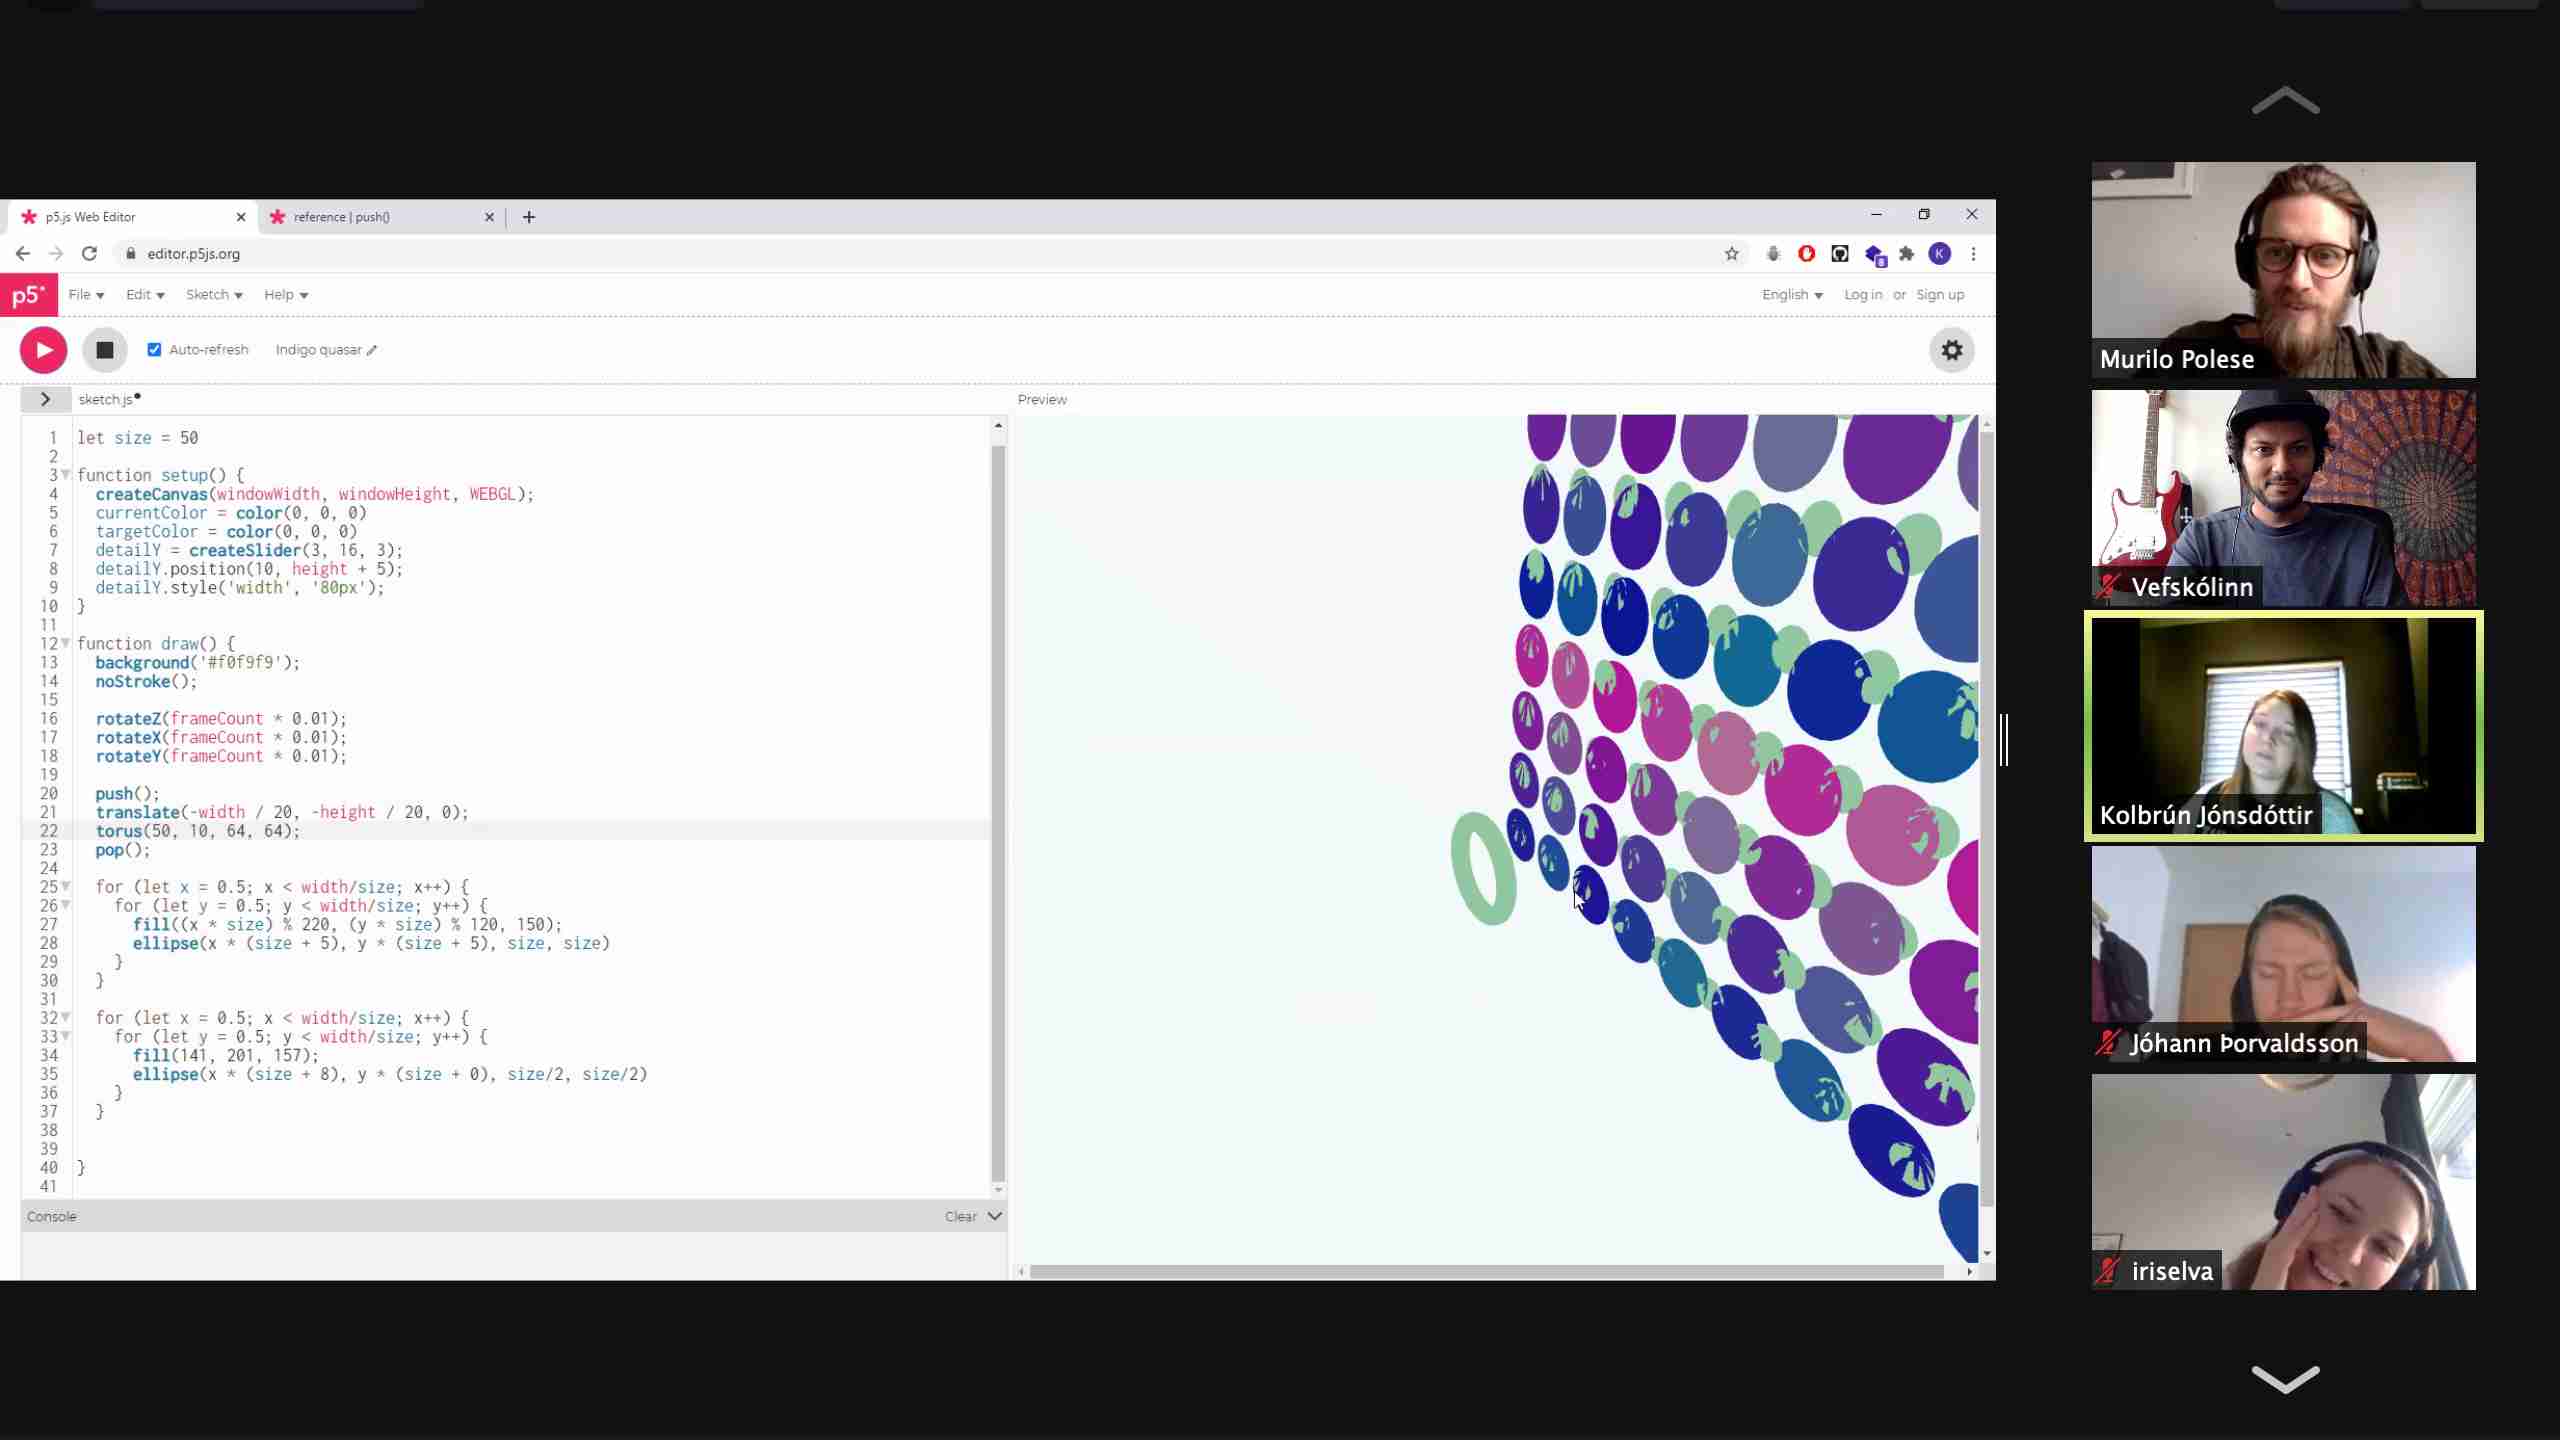 p5.js Web Editor
reference | push()
editor.p5js.org
8
K
p5*
File
Edit
Sketch
Help
English
Log in or Sign up
Auto-refresh
Indigo quasar
sketch.js
Preview
1 let size = 50
2
3 function setup() {
4 createCanvas(windowWidth, windowHeight, WEBGL);
5 currentColor = color(0, 0, 0)
6 targetColor = color(0, 0, 0)
7 detailY = createSlider(3, 16, 3);
8 detailY.position(10, height + 5);
9 detailY.style('width', '80px');
10 }
11
12 function draw() {
13 background('#f0f9f9');
14 noStroke();
15
16 rotateZ(frameCount * 0.01);
17 rotateX(frameCount * 0.01);
18 rotateY(frameCount * 0.01);
19
20 push();
21 translate(-width / 20, -height / 20, 0);
22 torus(50, 10, 64, 64);
23 pop();
24
25 for (let x = 0.5; x < width/size; x++) {
26 for (let y = 0.5; y < width/size; y++) {
27 fill((x * size) % 220, (y * size) % 120, 150);
28 ellipse(x * (size + 5), y * (size + 5), size, size)
29 }
30 }
31
32 for (let x = 0.5; x < width/size; x++) {
33 for (let y = 0.5; y < width/size; y++) {
34 fill(141, 201, 157);
35 ellipse(x * (size + 8), y * (size + 0), size/2, size/2)
36 }
37 }
38
39
40 }
41
Console
Clear
Murilo Polese
Vefskólinn
Kolbrún Jónsdóttir
Jóhann Þorvaldsson
iriselva